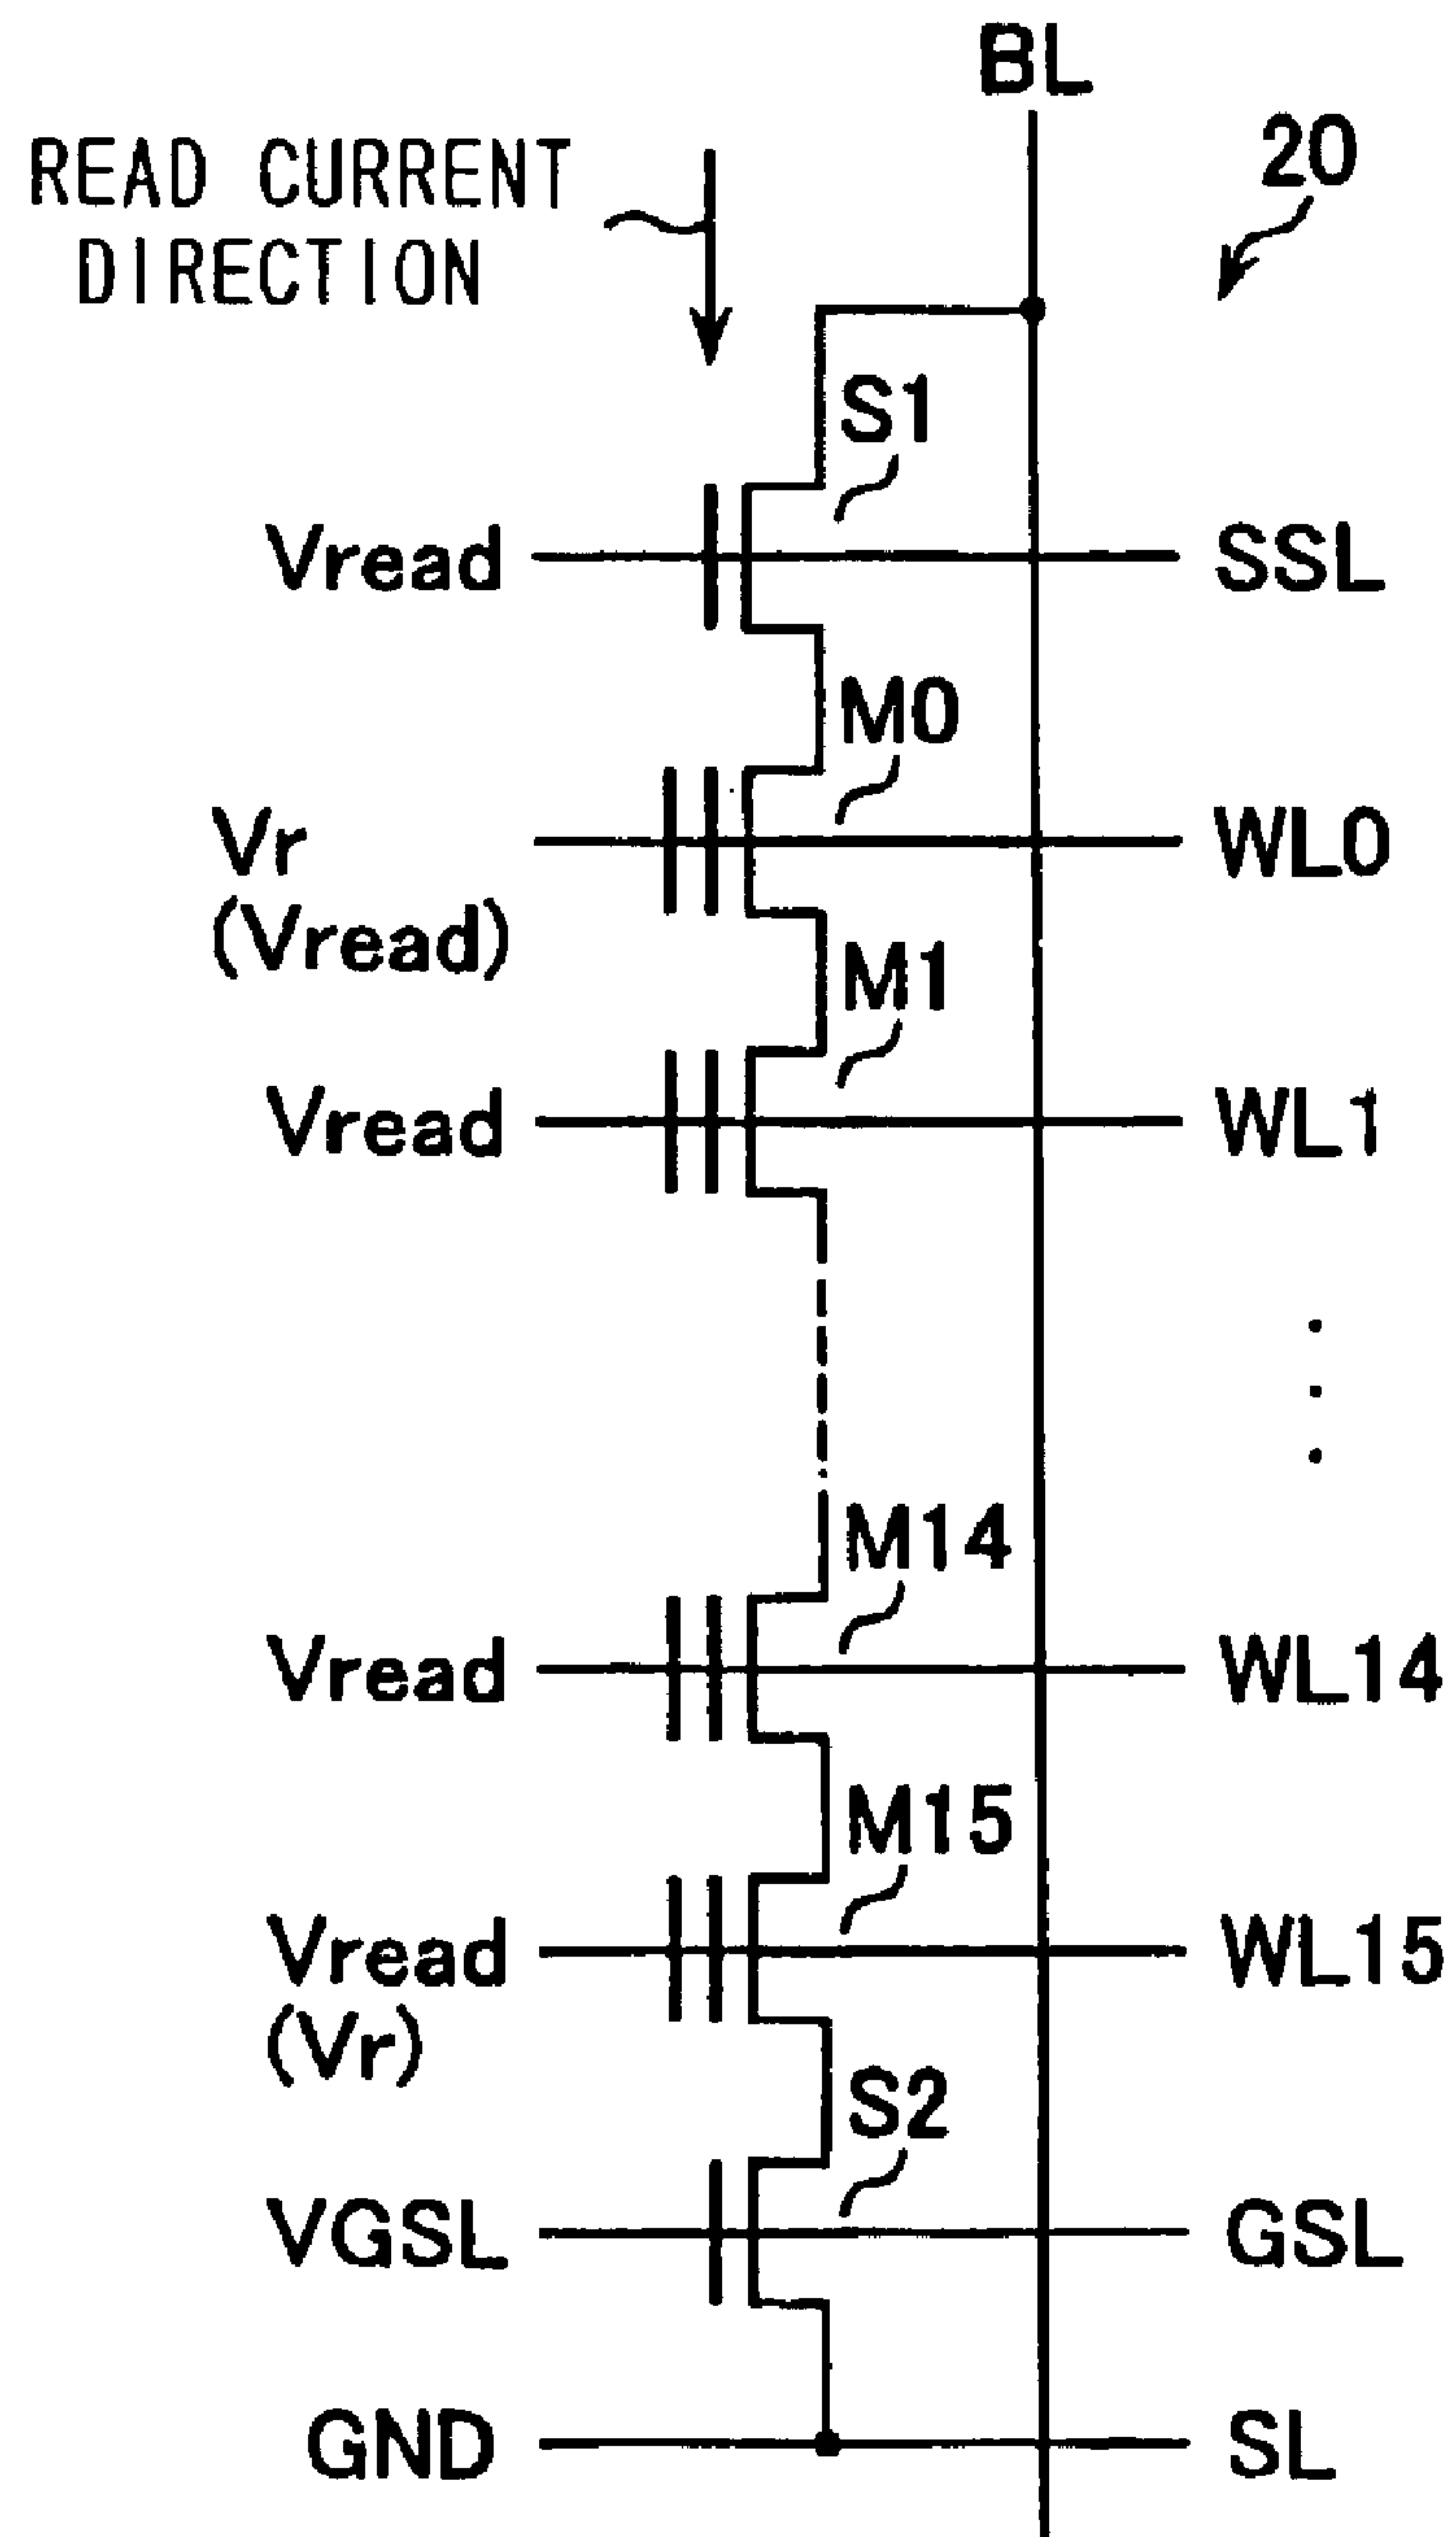 BL
20
READ CURRENT
DIRECTION
S1
Vread
SSL
M0
Vr
(Vread)
WL0
M1
Vread
WL1
M14
Vread
WL14
M15
Vread
(Vr)
WL15
S2
VGSL
GSL
GND
SL